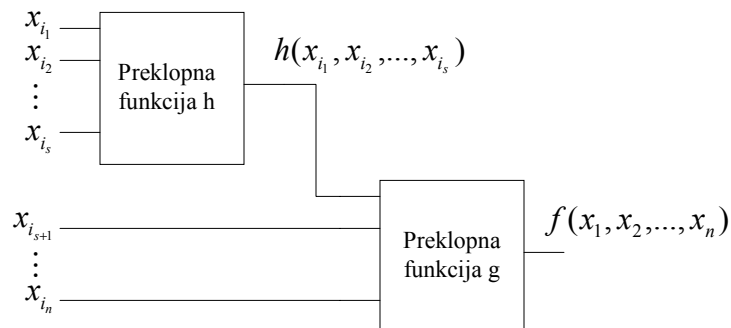 x_{i_1}
x_{i_2}
⋮
x_{i_s}
Preklopna
funkcija h
h(x_{i_1}, x_{i_2},..., x_{i_s})
x_{i_{s+1}}
⋮
x_{i_n}
Preklopna
funkcija g
f(x_1, x_2,..., x_n)